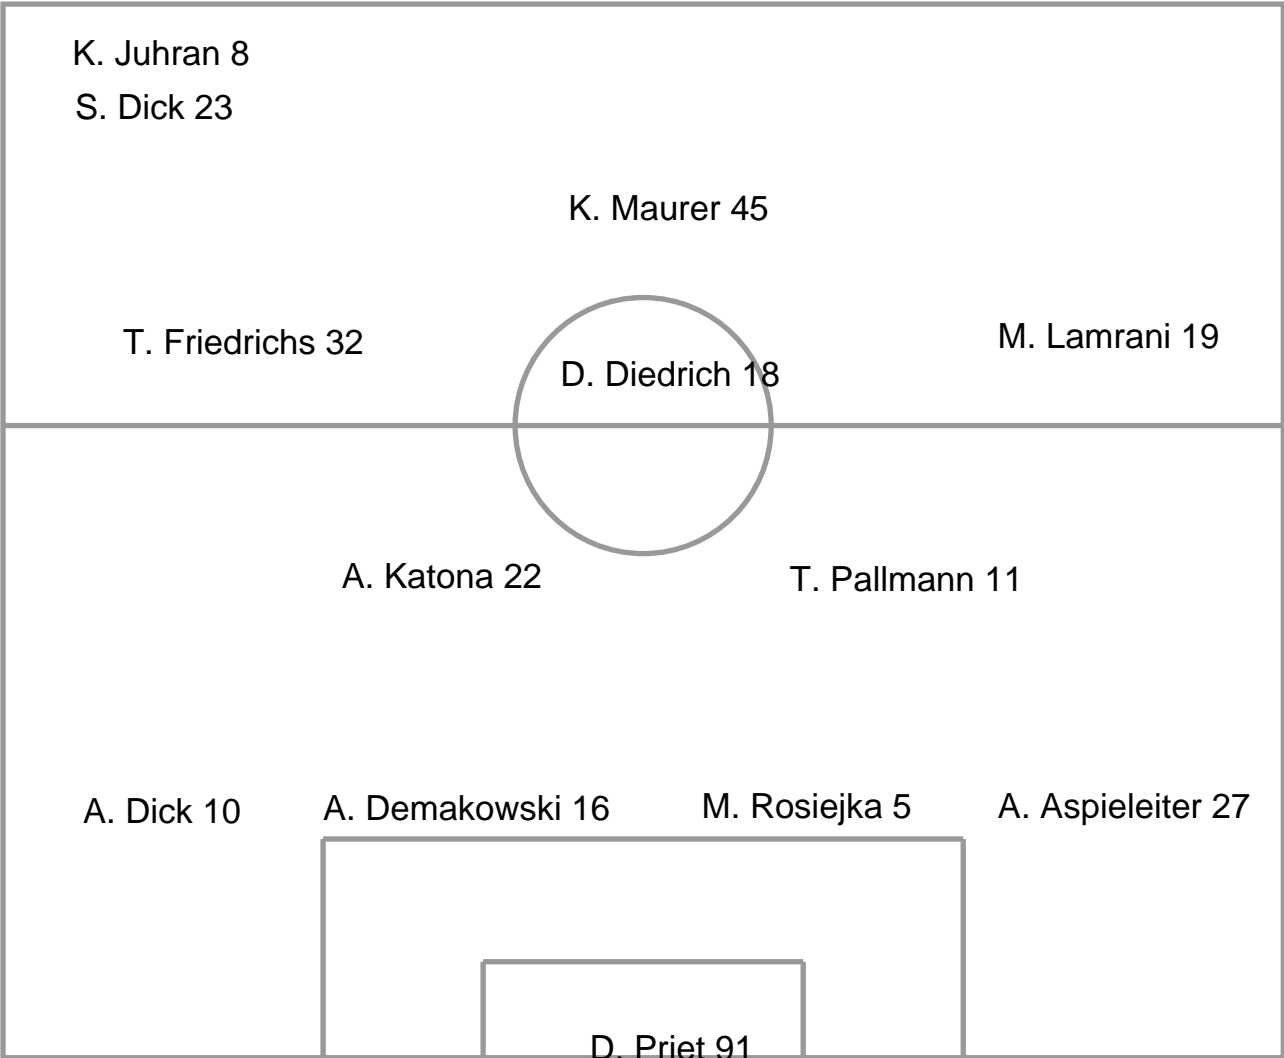 K. Juhran 8
S. Dick 23
K. Maurer 45
T. Friedrichs 32
M. Lamrani 19
D. Diedrich 18
A. Katona 22
T. Pallmann 11
A. Dick 10
A. Demakowski 16
M. Rosiejka 5
A. Aspieleiter 27
D. Priet 91